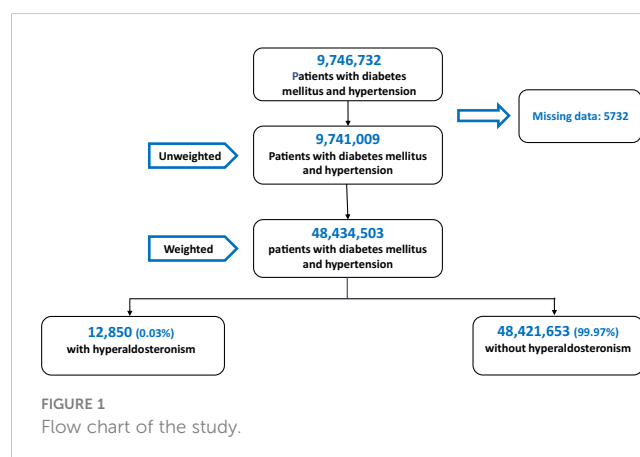 9,746,732
Patients with diabetes
mellitus and hypertension
Missing data: 5732
Unweighted
9,741,009
Patients with diabetes mellitus
and hypertension
Weighted
48,434,503
patients with diabetes mellitus
and hypertension
12,850 (0.03%)
with hyperaldosteronism
48,421,653 (99.97%)
without hyperaldosteronism
FIGURE 1
Flow chart of the study.